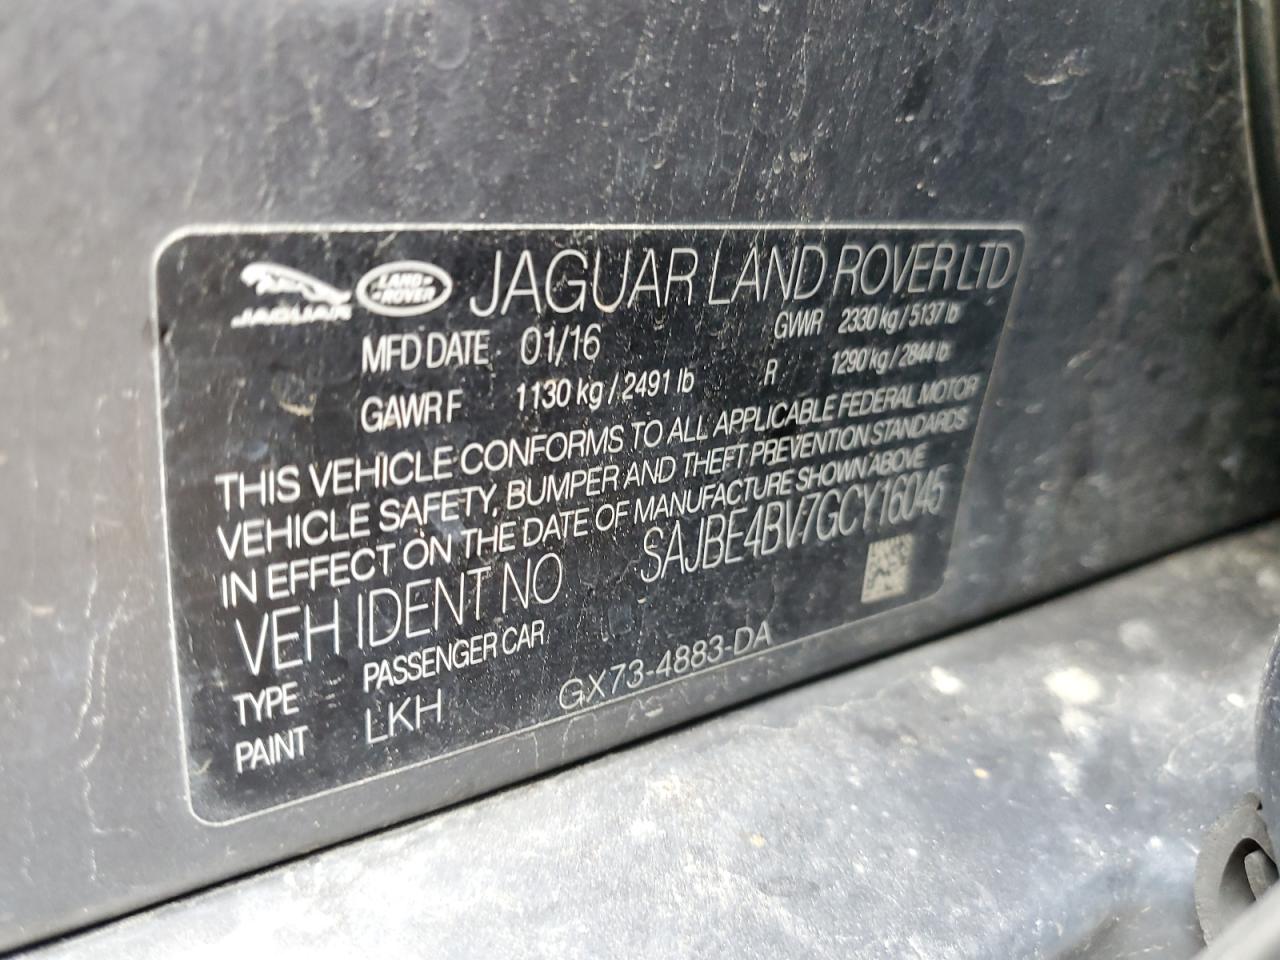 JAGUAR LAND ROVER JAGUAR LAND ROVER LTD
MFD DATE 01/16 GVWR 2330 kg / 5137 lb
GAWR F 1130 kg / 2491 lb R 1290 kg / 2844 lb
THIS VEHICLE CONFORMS TO ALL APPLICABLE FEDERAL MOTOR
VEHICLE SAFETY, BUMPER AND THEFT PREVENTION STANDARDS
IN EFFECT ON THE DATE OF MANUFACTURE SHOWN ABOVE
VEH IDENT NO SAJBE4BV7GCY16045
TYPE PASSENGER CAR
PAINT LKH GX73-4883-DA